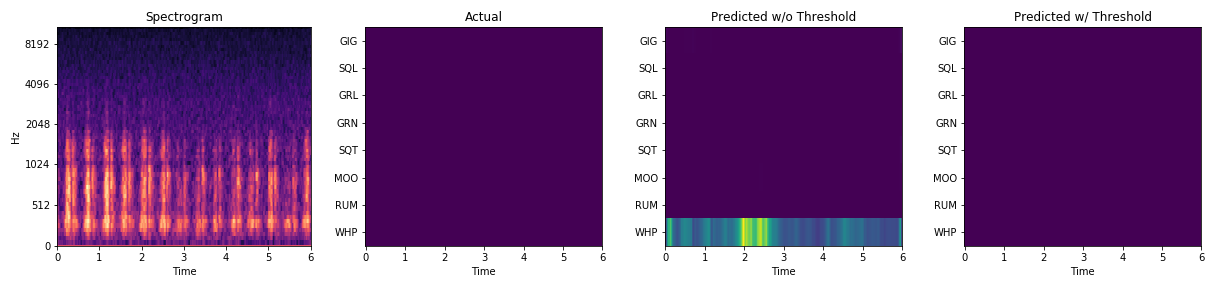 Spectrogram
Hz
8192
4096
2048
1024
512
0
0 1 2 3 4 5 6
Time
Actual
GIG
SQL
GRL
GRN
SQT
MOO
RUM
WHP
0 1 2 3 4 5 6
Time
Predicted w/o Threshold
GIG
SQL
GRL
GRN
SQT
MOO
RUM
WHP
0 1 2 3 4 5 6
Time
Predicted w/ Threshold
GIG
SQL
GRL
GRN
SQT
MOO
RUM
WHP
0 1 2 3 4 5 6
Time